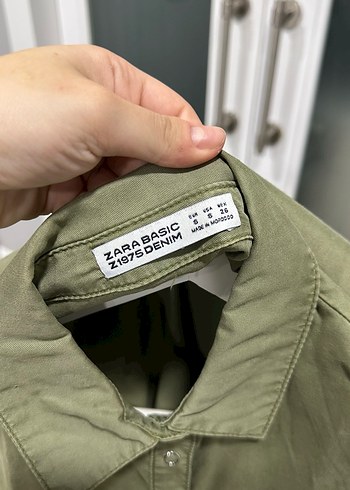 ZARA BASIC
Z1975 DENIM
EUR USA MEX
S S 26
MADE IN MOROCCO